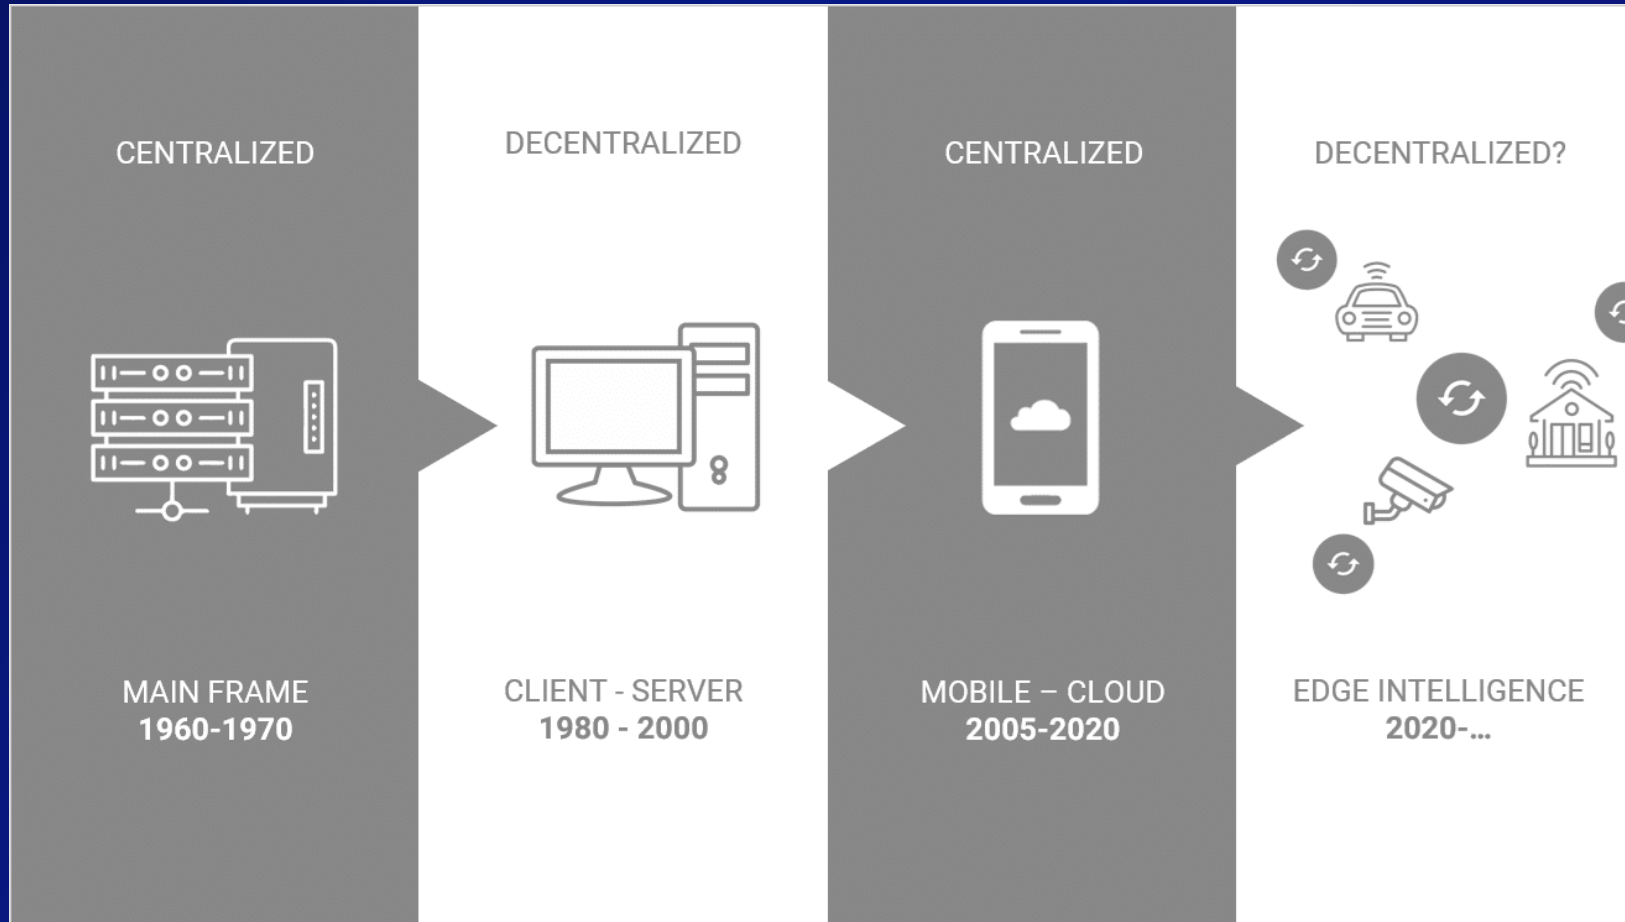 CENTRALIZED
MAIN FRAME
1960-1970
DECENTRALIZED
CLIENT - SERVER
1980 - 2000
CENTRALIZED
MOBILE – CLOUD
2005-2020
DECENTRALIZED?
EDGE INTELLIGENCE
2020-...